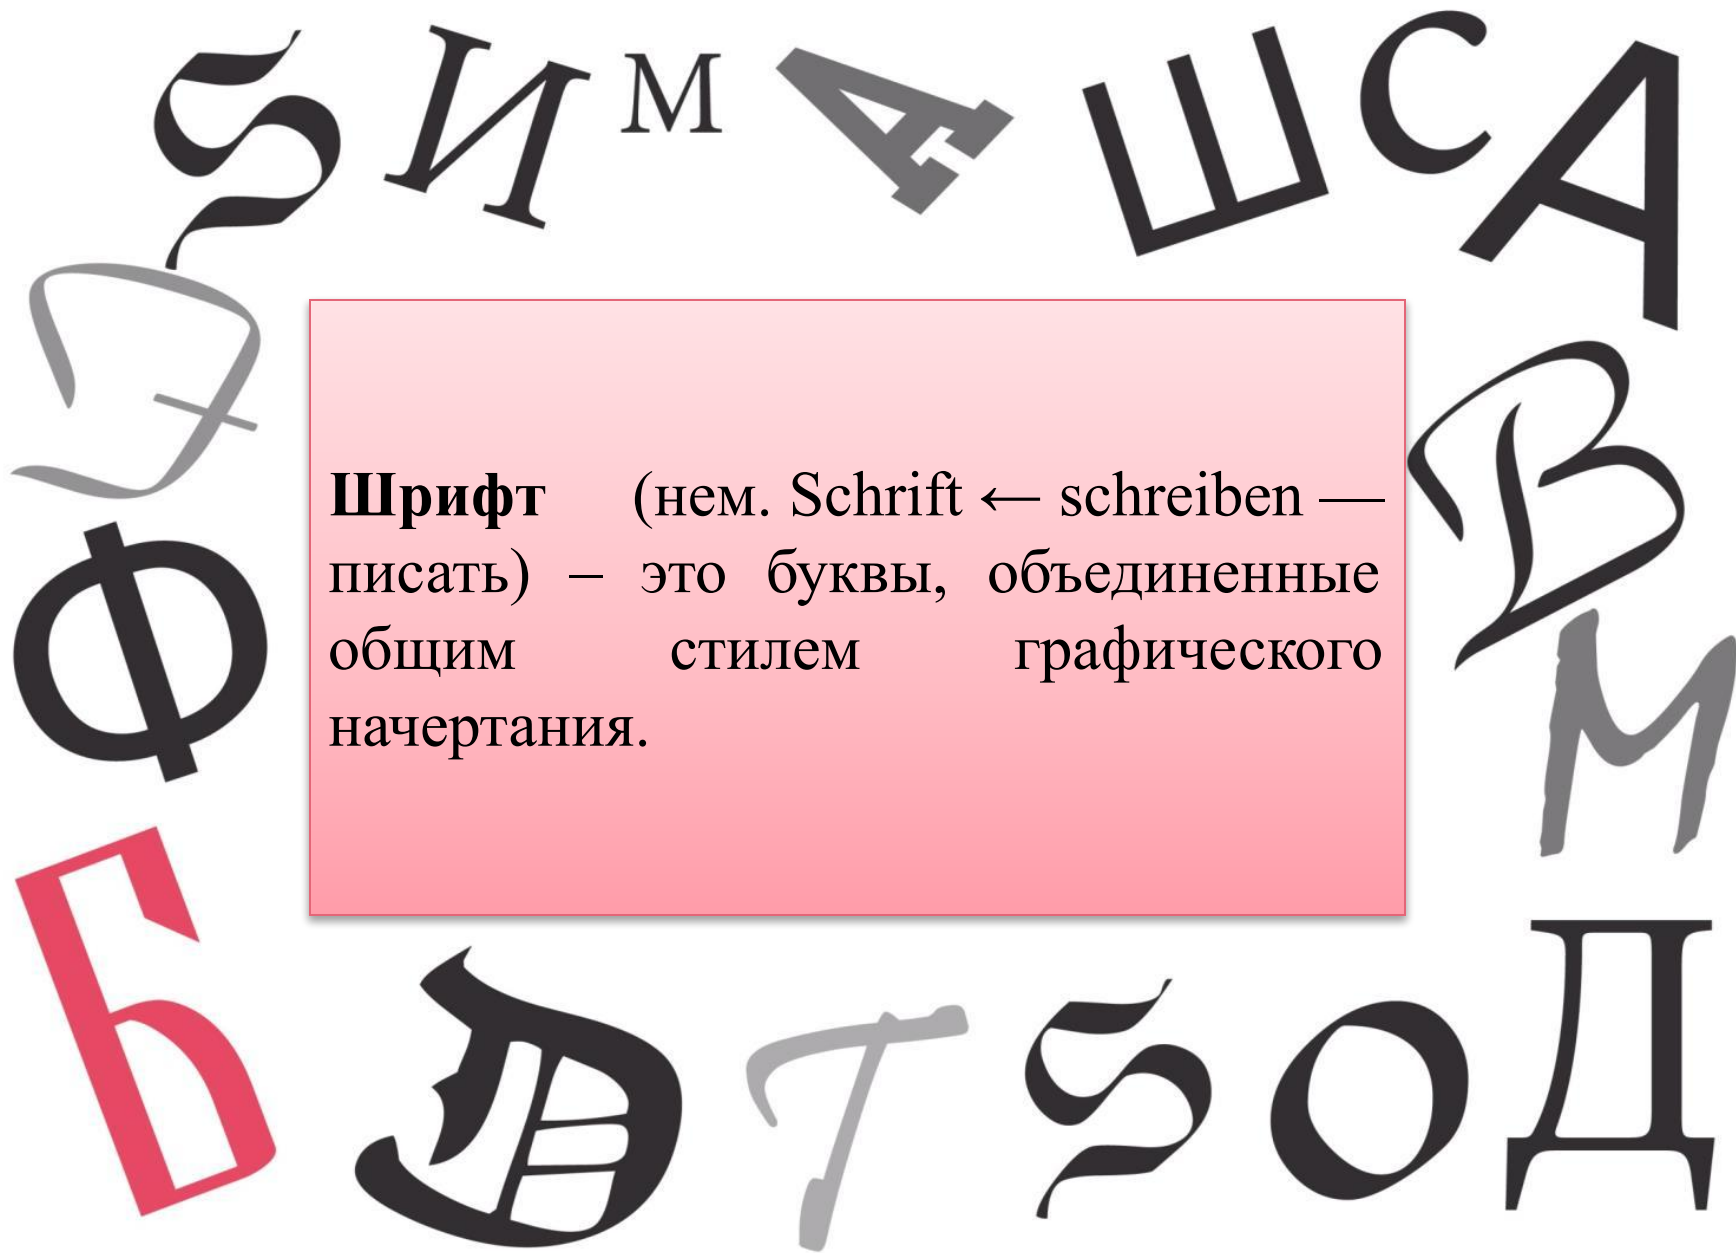 S И М А Ш С А
Э
Шрифт (нем. Schrift ← schreiben —
писать) – это буквы, объединенные
общим стилем графического
начертания.
В
Ф
М
Б
D T S O Д